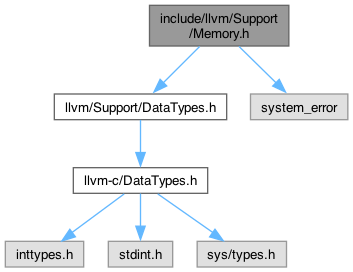 include/llvm/Support
/Memory.h
llvm/Support/DataTypes.h
system_error
llvm-c/DataTypes.h
inttypes.h
stdint.h
sys/types.h